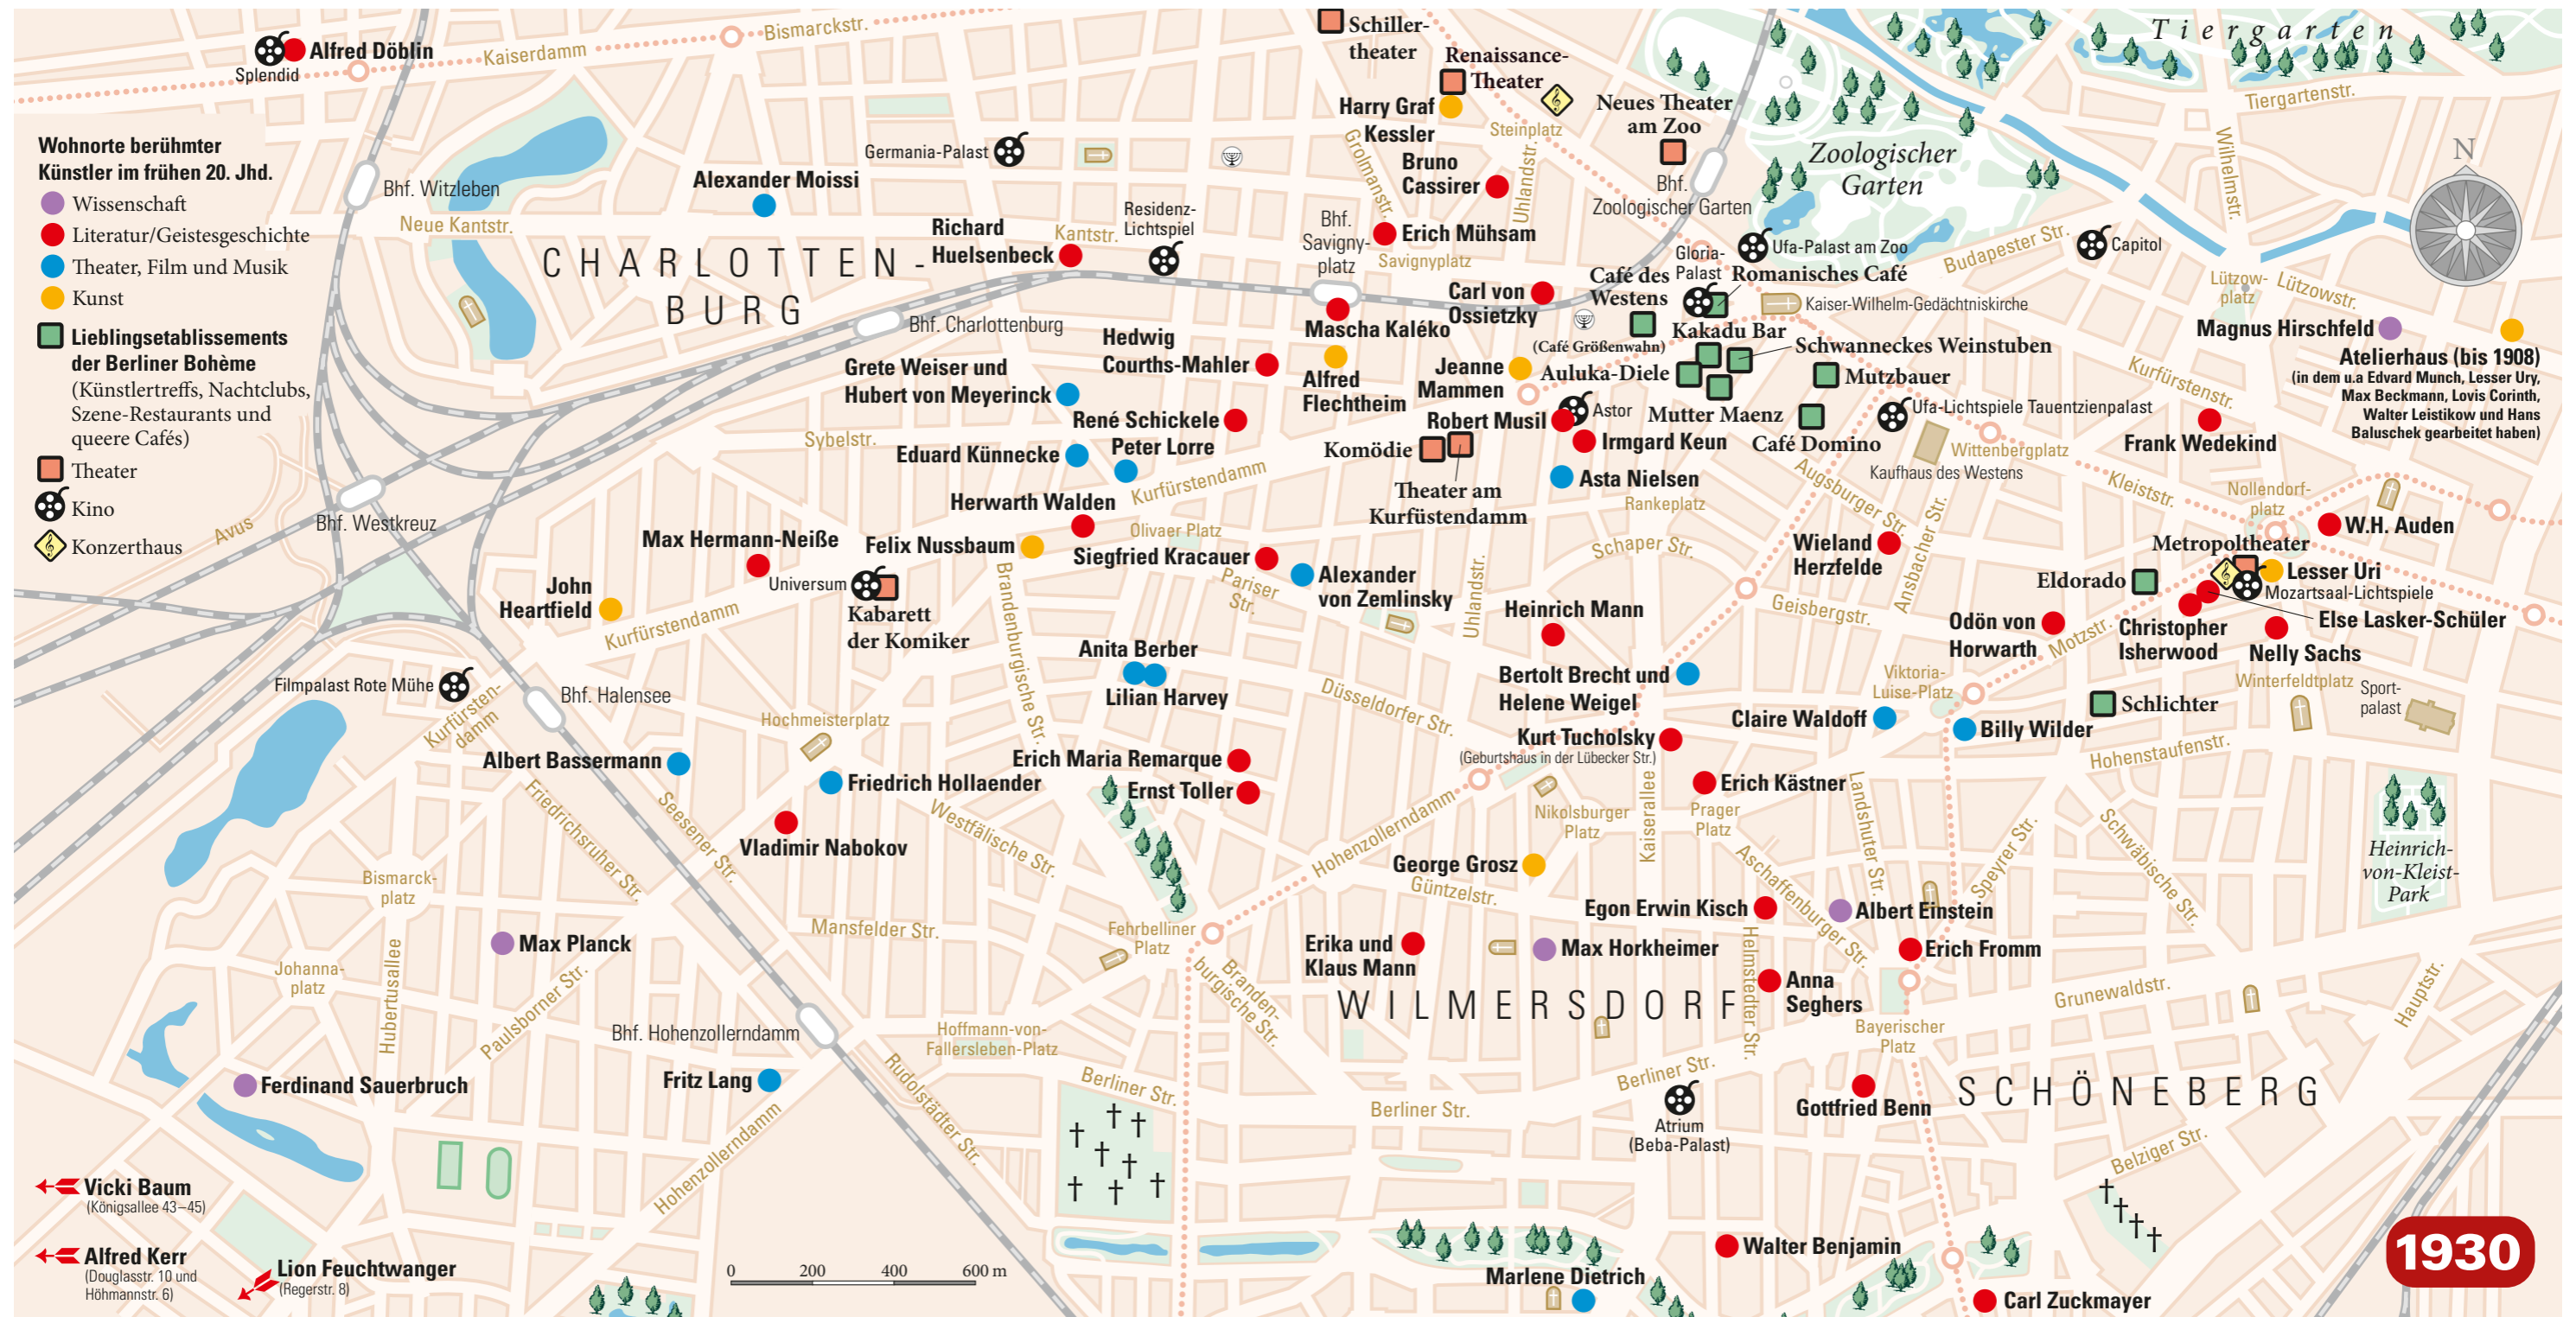 Alfred Döblin
Splendid
Kaiserdamm
Bismarckstr.
Schiller-
theater
Renaissance-
Theater
Harry Graf
Kessler
Steinplatz
Neues Theater
am Zoo
Tiergarten
Tiergartenstr.
Wohnorte berühmter
Künstler im frühen 20. Jhd.
Wissenschaft
Literatur/Geistesgeschichte
Theater, Film und Musik
Kunst
Lieblingsetablissements
der Berliner Bohème
(Künstlertreffs, Nachtclubs,
Szene-Restaurants und
queere Cafés)
Theater
Kino
Konzerthaus
Bhf. Witzleben
Neue Kantstr.
Germania-Palast
Alexander Moissi
CHARLOTTEN-
BURG
Richard
Huelsenbeck
Kantstr.
Residenz-
Lichtspiel
Grolmanstr.
Bruno
Cassirer
Uhlandstr.
Bhf.
Zoologischer Garten
Zoologischer
Garten
Wilhelmstr.
N
Bhf.
Savigny-
platz
Erich Mühsam
Savignyplatz
Gloria-
Palast
Ufa-Palast am Zoo
Budapester Str.
Capitol
Café des
Westens
(Café Größenwahn)
Romanisches Café
Kaiser-Wilhelm-Gedächtniskirche
Lützow-
platz
Lützowstr.
Carl von
Ossietzky
Mascha Kaléko
Bhf. Charlottenburg
Hedwig
Courths-Mahler
Kakadu Bar
Schwanneckes Weinstuben
Magnus Hirschfeld
Atelierhaus (bis 1908)
(in dem u.a Edvard Munch, Lesser Ury,
Max Beckmann, Lovis Corinth,
Walter Leistikow und Hans
Baluschek gearbeitet haben)
Grete Weiser und
Hubert von Meyerinck
Alfred
Flechtheim
Jeanne
Mammen
Auluka-Diele
Mutzbauer
Kurfürstenstr.
René Schickele
Peter Lorre
Robert Musil
Astor
Mutter Maenz
Café Domino
Ufa-Lichtspiele Tauentzienpalast
Frank Wedekind
Sybelstr.
Eduard Künnecke
Komödie
Irmgard Keun
Wittenbergplatz
Kaufhaus des Westens
Kurfürstendamm
Theater am
Kurfüstendamm
Asta Nielsen
Rankeplatz
Augsburger Str.
Kleiststr.
Nollendorf-
platz
Avus
Bhf. Westkreuz
Herwarth Walden
Olivaer Platz
W.H. Auden
Max Hermann-Neiße
Felix Nussbaum
Siegfried Kracauer
Schaper Str.
Wieland
Herzfelde
Ansbacher Str.
Metropoltheater
Lesser Uri
Mozartsaal-Lichtspiele
Eldorado
John
Heartfield
Universum
Kabarett
der Komiker
Brandenburgische Str.
Pariser
Str.
Alexander
von Zemlinsky
Uhlandstr.
Heinrich Mann
Geisbergstr.
Odön von
Horwarth
Motzstr.
Christopher
Isherwood
Else Lasker-Schüler
Nelly Sachs
Kurfürstendamm
Anita Berber
Lilian Harvey
Bertolt Brecht und
Helene Weigel
Viktoria-
Luise-Platz
Winterfeldtplatz
Sport-
palast
Filmpalast Rote Mühe
Kurfürsten-
damm
Bhf. Halensee
Hochmeisterplatz
Düsseldorfer Str.
Claire Waldoff
Billy Wilder
Schlichter
Kurt Tucholsky
(Geburtshaus in der Lübecker Str.)
Hohenstaufenstr.
Albert Bassermann
Friedrich Hollaender
Erich Maria Remarque
Ernst Toller
Erich Kästner
Nikolsburger
Platz
Prager
Platz
Kaiserallee
Landshuter Str.
Friedrichsruher Str.
Seesener Str.
Vladimir Nabokov
Westfälische Str.
Hohenzollerndamm
George Grosz
Güntzelstr.
Aschaffenburger Str.
Speyrer Str.
Schwäbische Str.
Heinrich-
von-Kleist-
Park
Bismarck-
platz
Mansfelder Str.
Fehrbelliner
Platz
Egon Erwin Kisch
Albert Einstein
Max Planck
Erika und
Klaus Mann
Max Horkheimer
Helmstedter Str.
Erich Fromm
Johanna-
platz
Hubertusallee
Paulsborner Str.
Branden-
burgische Str.
WILMERSDORF
Anna
Seghers
Grunewaldstr.
Hauptstr.
Bhf. Hohenzollerndamm
Hoffmann-von-
Fallersleben-Platz
Bayerischer
Platz
Ferdinand Sauerbruch
Fritz Lang
Rudolstädter Str.
Berliner Str.
Berliner Str.
Berliner Str.
Atrium
(Beba-Palast)
Gottfried Benn
SCHÖNEBERG
Belziger Str.
Hohenzollerndamm
Vicki Baum
(Königsallee 43–45)
Alfred Kerr
(Douglasstr. 10 und
Höhmannstr. 6)
Lion Feuchtwanger
(Regerstr. 8)
0 200 400 600 m
Walter Benjamin
Marlene Dietrich
Carl Zuckmayer
1930